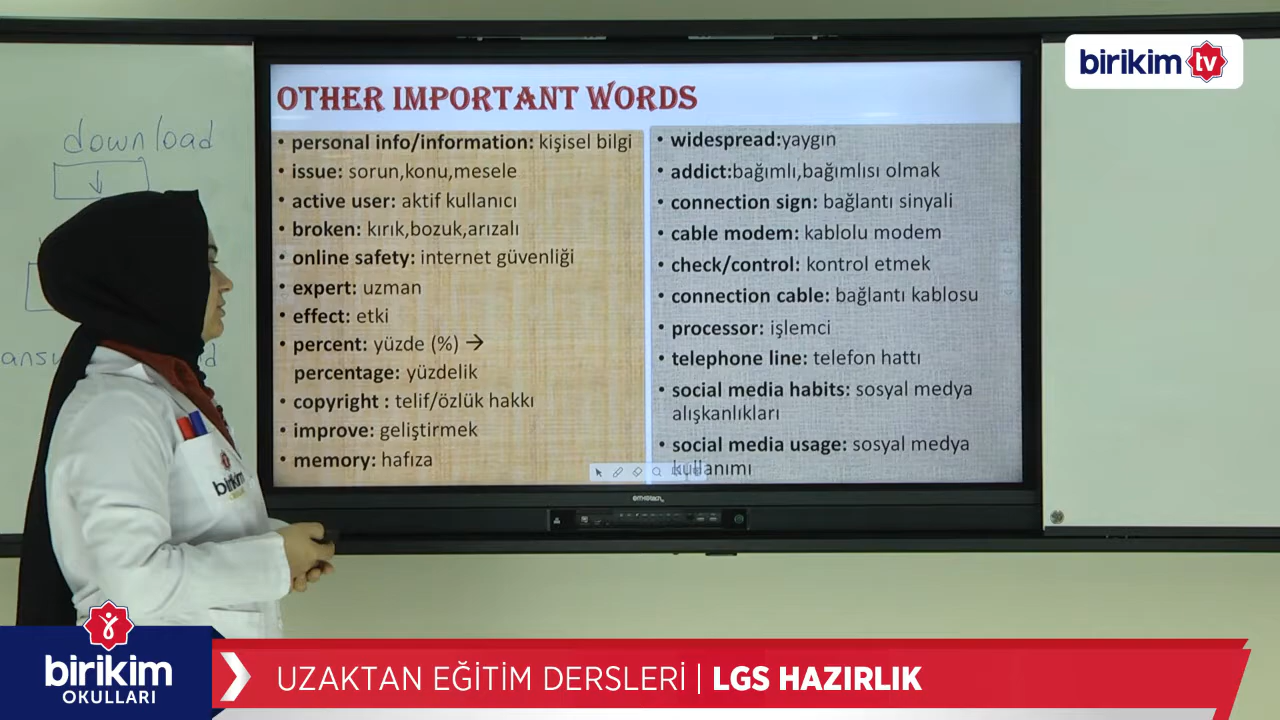 birikim tv
download
OTHER IMPORTANT WORDS
• personal info/information: kişisel bilgi
• issue: sorun,konu,mesele
• active user: aktif kullanıcı
• broken: kırık,bozuk,arızalı
• online safety: internet güvenliği
• expert: uzman
• effect: etki
• percent: yüzde (%) →
percentage: yüzdelik
• copyright : telif/özlük hakkı
• improve: geliştirmek
• memory: hafıza
• widespread:yaygın
• addict:bağımlı,bağımlısı olmak
• connection sign: bağlantı sinyali
• cable modem: kablolu modem
• check/control: kontrol etmek
• connection cable: bağlantı kablosu
• processor: işlemci
• telephone line: telefon hattı
• social media habits: sosyal medya
alışkanlıkları
• social media usage: sosyal medya
kullanımı
birikim
birikim
OKULLARI
UZAKTAN EĞİTİM DERSLERİ | LGS HAZIRLIK